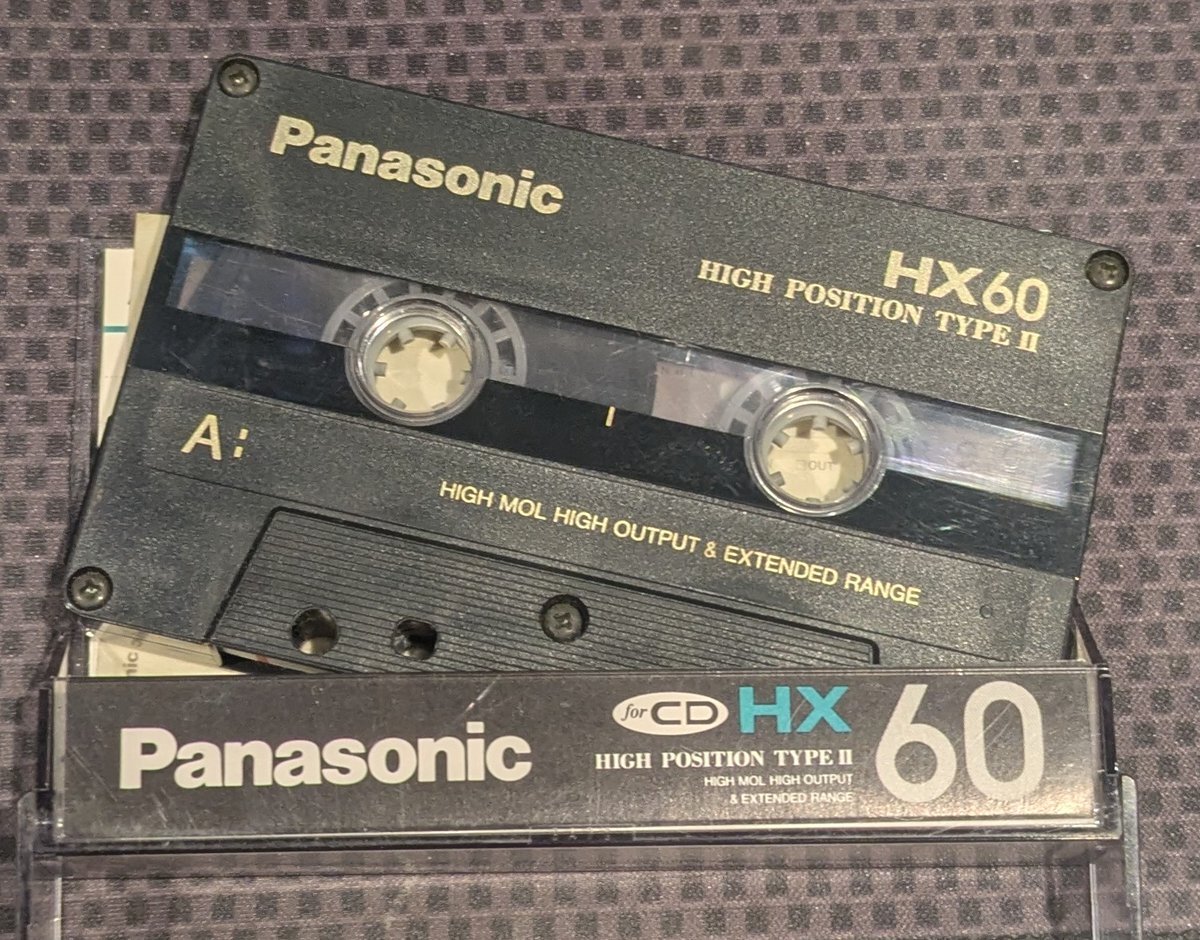 Panasonic
HX60
HIGH POSITION TYPE II
A:
HIGH MOL HIGH OUTPUT & EXTENDED RANGE
OUT
Panasonic
for CD HX 60
HIGH POSITION TYPE II
HIGH MOL HIGH OUTPUT
& EXTENDED RANGE